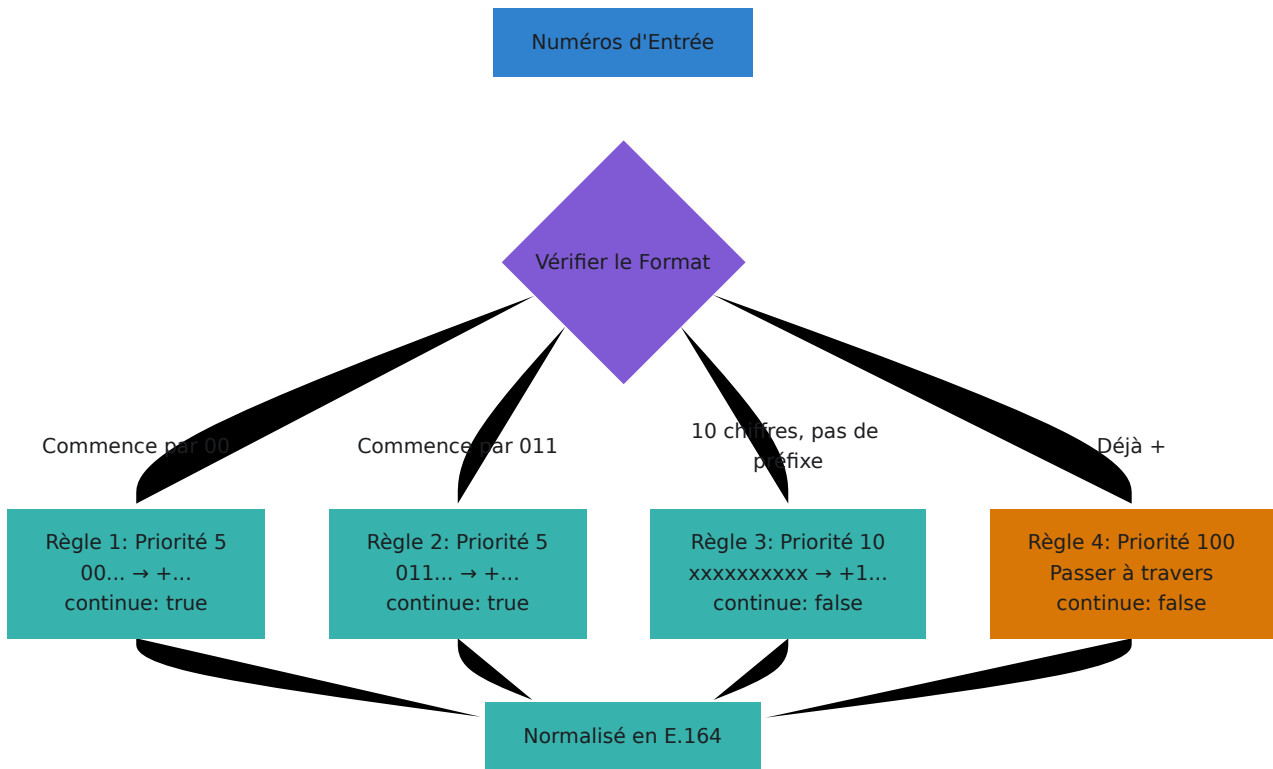 Numéros d'Entrée
Vérifier le Format
Commence par 00
Commence par 011
10 chiffres, pas de
préfixe
Déjà +
Règle 1: Priorité 5
00... → +...
continue: true
Règle 2: Priorité 5
011... → +...
continue: true
Règle 3: Priorité 10
xxxxxxxxxx → +1...
continue: false
Règle 4: Priorité 100
Passer à travers
continue: false
Normalisé en E.164